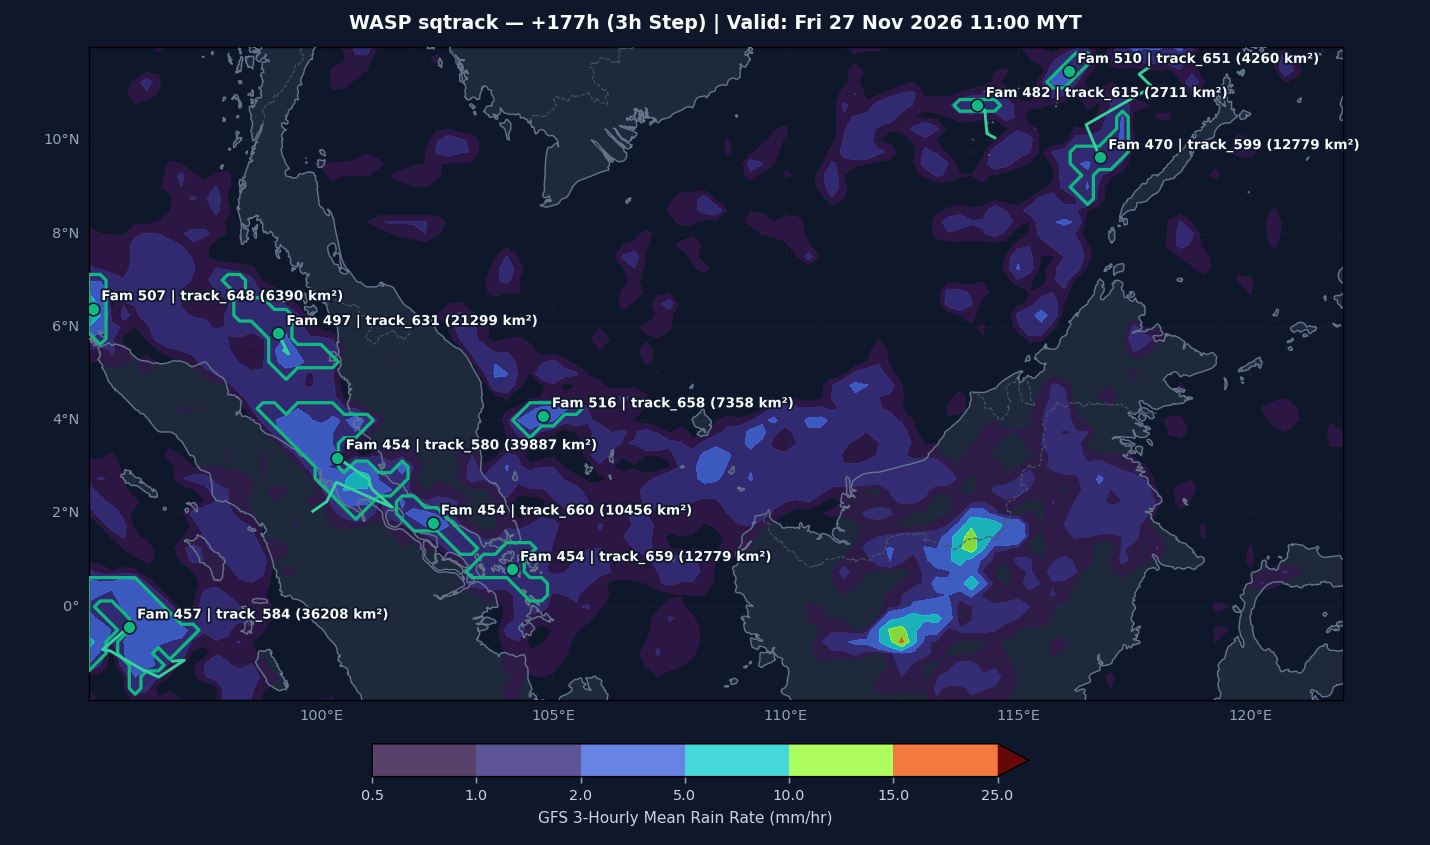 WASP sqtrack — +177h (3h Step) | Valid: Fri 27 Nov 2026 11:00 MYT
Fam 510 | track_651 (4260 km²)
Fam 482 | track_615 (2711 km²)
10°N
Fam 470 | track_599 (12779 km²)
8°N
Fam 507 | track_648 (6390 km²)
6°N
Fam 497 | track_631 (21299 km²)
Fam 516 | track_658 (7358 km²)
4°N
Fam 454 | track_580 (39887 km²)
2°N
Fam 454 | track_660 (10456 km²)
Fam 454 | track_659 (12779 km²)
0°
Fam 457 | track_584 (36208 km²)
100°E 105°E 110°E 115°E 120°E
0.5 1.0 2.0 5.0 10.0 15.0 25.0
GFS 3-Hourly Mean Rain Rate (mm/hr)